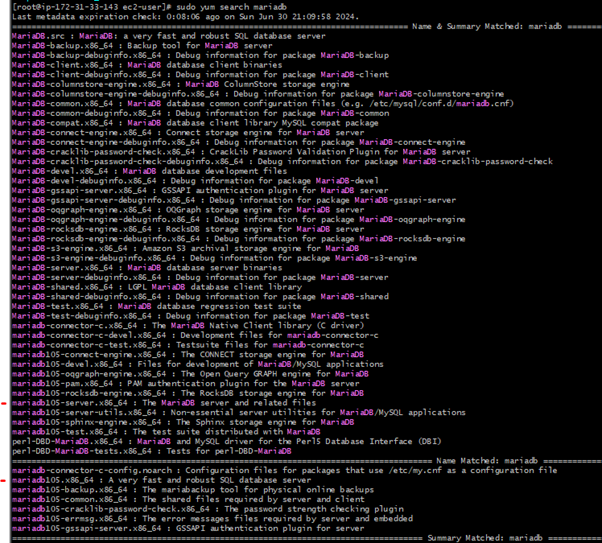 [root@ip-172-31-33-143 ec2-user]# sudo yum search mariadb
Last metadata expiration check: 0:08:06 ago on Sun Jun 30 21:09:58 2024.
================================================================================ Name & Summary Matched: mariadb =======
MariaDB.src : MariaDB: a very fast and robust SQL database server
MariaDB-backup.x86_64 : Backup tool for MariaDB server
MariaDB-backup-debuginfo.x86_64 : Debug information for package MariaDB-backup
MariaDB-client.x86_64 : MariaDB database client binaries
MariaDB-client-debuginfo.x86_64 : Debug information for package MariaDB-client
MariaDB-columnstore-engine.x86_64 : MariaDB ColumnStore storage engine
MariaDB-columnstore-engine-debuginfo.x86_64 : Debug information for package MariaDB-columnstore-engine
MariaDB-common.x86_64 : MariaDB database common configuration files (e.g. /etc/mysql/conf.d/mariadb.cnf)
MariaDB-common-debuginfo.x86_64 : Debug information for package MariaDB-common
MariaDB-compat.x86_64 : MariaDB database client library MySQL compat package
MariaDB-connect-engine.x86_64 : Connect storage engine for MariaDB server
MariaDB-connect-engine-debuginfo.x86_64 : Debug information for package MariaDB-connect-engine
MariaDB-cracklib-password-check.x86_64 : CrackLib Password Validation Plugin for MariaDB server
MariaDB-cracklib-password-check-debuginfo.x86_64 : Debug information for package MariaDB-cracklib-password-check
MariaDB-devel.x86_64 : MariaDB database development files
MariaDB-devel-debuginfo.x86_64 : Debug information for package MariaDB-devel
MariaDB-gssapi-server.x86_64 : GSSAPI authentication plugin for MariaDB server
MariaDB-gssapi-server-debuginfo.x86_64 : Debug information for package MariaDB-gssapi-server
MariaDB-oqgraph-engine.x86_64 : OQGraph storage engine for MariaDB server
MariaDB-oqgraph-engine-debuginfo.x86_64 : Debug information for package MariaDB-oqgraph-engine
MariaDB-rocksdb-engine.x86_64 : RocksDB storage engine for MariaDB server
MariaDB-rocksdb-engine-debuginfo.x86_64 : Debug information for package MariaDB-rocksdb-engine
MariaDB-s3-engine.x86_64 : Amazon S3 archival storage engine for MariaDB
MariaDB-s3-engine-debuginfo.x86_64 : Debug information for package MariaDB-s3-engine
MariaDB-server.x86_64 : MariaDB database server binaries
MariaDB-server-debuginfo.x86_64 : Debug information for package MariaDB-server
MariaDB-shared.x86_64 : LGPL MariaDB database client library
MariaDB-shared-debuginfo.x86_64 : Debug information for package MariaDB-shared
MariaDB-test.x86_64 : MariaDB database regression test suite
MariaDB-test-debuginfo.x86_64 : Debug information for package MariaDB-test
mariadb-connector-c.x86_64 : The MariaDB Native Client library (C driver)
mariadb-connector-c-devel.x86_64 : Development files for mariadb-connector-c
mariadb-connector-c-test.x86_64 : Testsuite files for mariadb-connector-c
mariadb105-connect-engine.x86_64 : The CONNECT storage engine for MariaDB
mariadb105-devel.x86_64 : Files for development of MariaDB/MySQL applications
mariadb105-oqgraph-engine.x86_64 : The Open Query GRAPH engine for MariaDB
mariadb105-pam.x86_64 : PAM authentication plugin for the MariaDB server
mariadb105-rocksdb-engine.x86_64 : The RocksDB storage engine for MariaDB
mariadb105-server.x86_64 : The MariaDB server and related files
mariadb105-server-utils.x86_64 : Non-essential server utilities for MariaDB/MySQL applications
mariadb105-sphinx-engine.x86_64 : The Sphinx storage engine for MariaDB
mariadb105-test.x86_64 : The test suite distributed with MariaDB
perl-DBD-MariaDB.x86_64 : MariaDB and MySQL driver for the Perl5 Database Interface (DBI)
perl-DBD-MariaDB-tests.x86_64 : Tests for perl-DBD-MariaDB
==================================================================================== Name Matched: mariadb =============
mariadb-connector-c-config.noarch : Configuration files for packages that use /etc/my.cnf as a configuration file
mariadb105.x86_64 : A very fast and robust SQL database server
mariadb105-backup.x86_64 : The mariabackup tool for physical online backups
mariadb105-common.x86_64 : The shared files required by server and client
mariadb105-cracklib-password-check.x86_64 : The password strength checking plugin
mariadb105-errmsg.x86_64 : The error messages files required by server and embedded
mariadb105-gssapi-server.x86_64 : GSSAPI authentication plugin for server
=================================================================================== Summary Matched: mariadb ===========